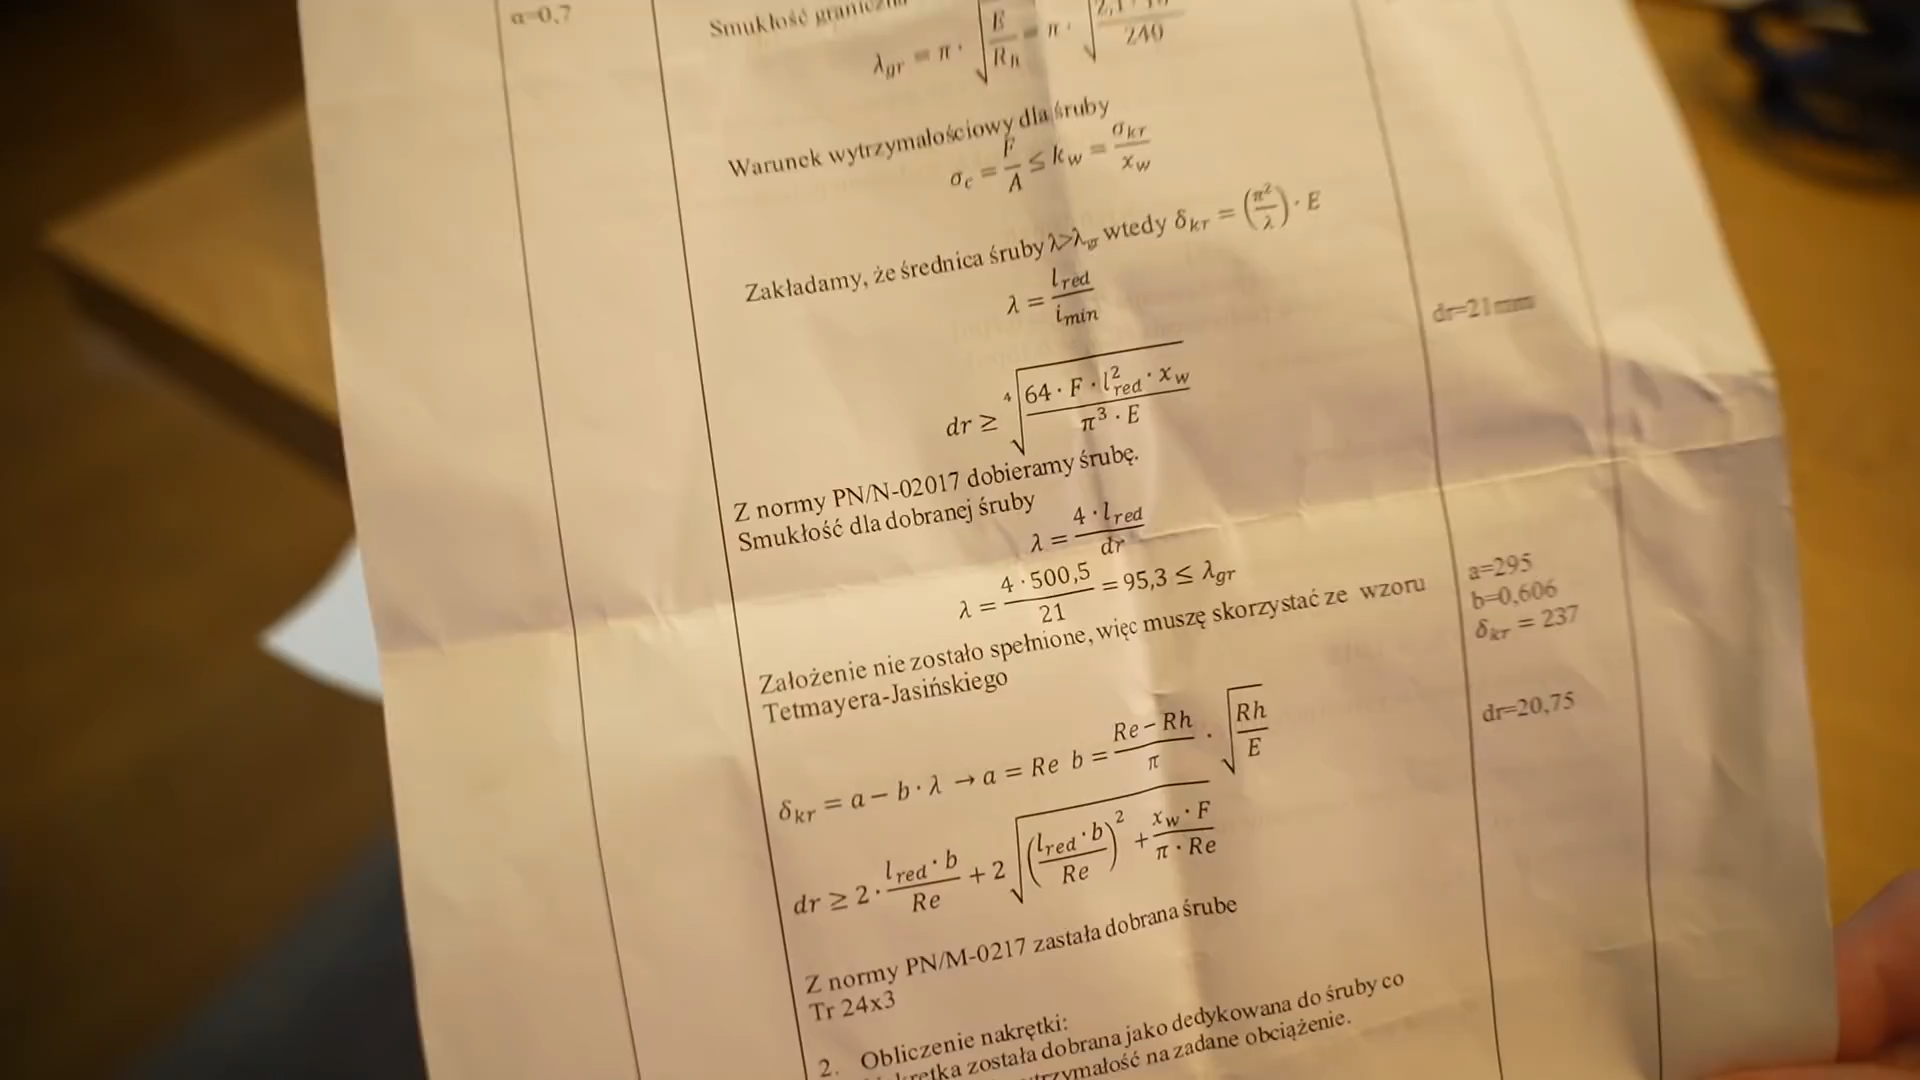 a=0,7
Smukłość graniczna
λgr = π · √(E/Rh) = π · √(/240)
Warunek wytrzymałościowy dla śruby
σc = F/A ≤ kw = σkr/xw
Zakładamy, że średnica śruby λ>λgr wtedy δkr = (π²/λ) · E
λ = lred/imin
dr=21mm
dr ≥ ⁴√((64 · F · l²red · xw)/(π³ · E))
Z normy PN/N-02017 dobieramy śrubę.
Smukłość dla dobranej śruby
λ = (4 · lred)/dr
λ = (4 · 500,5)/21 = 95,3 ≤ λgr
Założenie nie zostało spełnione, więc muszę skorzystać ze wzoru
Tetmayera-Jasińskiego
a=295
b=0,606
δkr = 237
δkr = a − b · λ → a = Re b = (Re − Rh)/π · √(Rh/E)
dr=20,75
dr ≥ 2 · (lred · b)/Re + 2√(((lred · b)/Re)² + (xw · F)/(π · Re))
Z normy PN/M-0217 zastała dobrana śrube
Tr 24x3
2. Obliczenie nakrętki:
została dobrana jako dedykowana do śruby co
na zadane obciążenie.